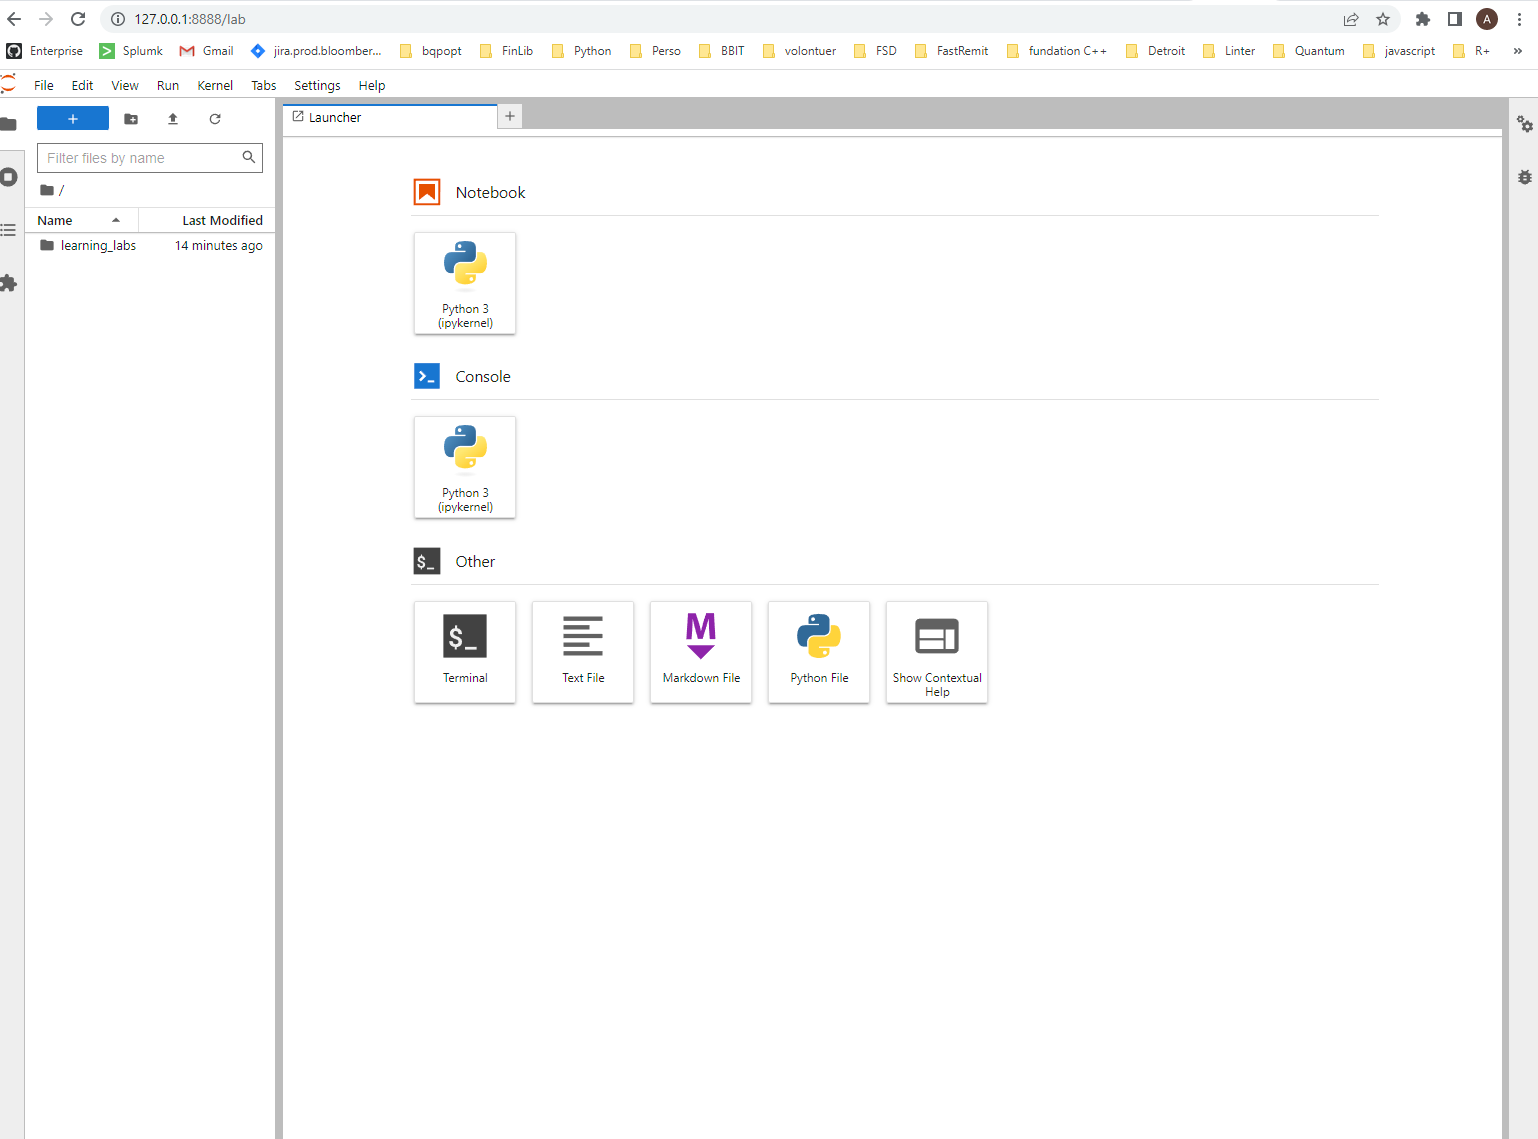 127.0.0.1:8888/lab
A
Enterprise Splunk Gmail jira.prod.bloomber... bqpopt FinLib Python Perso BBIT volontuer FSD FastRemit fundation C++ Detroit Linter Quantum javascript R+ »
File Edit View Run Kernel Tabs Settings Help
+
Launcher
+
Filter files by name
/
Name Last Modified
learning_labs 14 minutes ago
Notebook
Python 3
(ipykernel)
>_ Console
Python 3
(ipykernel)
$_ Other
$_
Terminal
Text File
M
Markdown File
Python File
Show Contextual
Help